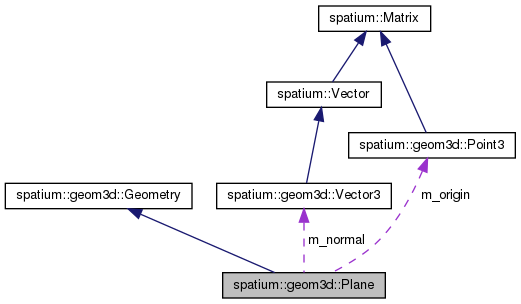 spatium::Matrix
spatium::Vector
spatium::geom3d::Point3
spatium::geom3d::Geometry
spatium::geom3d::Vector3
m_origin
m_normal
spatium::geom3d::Plane